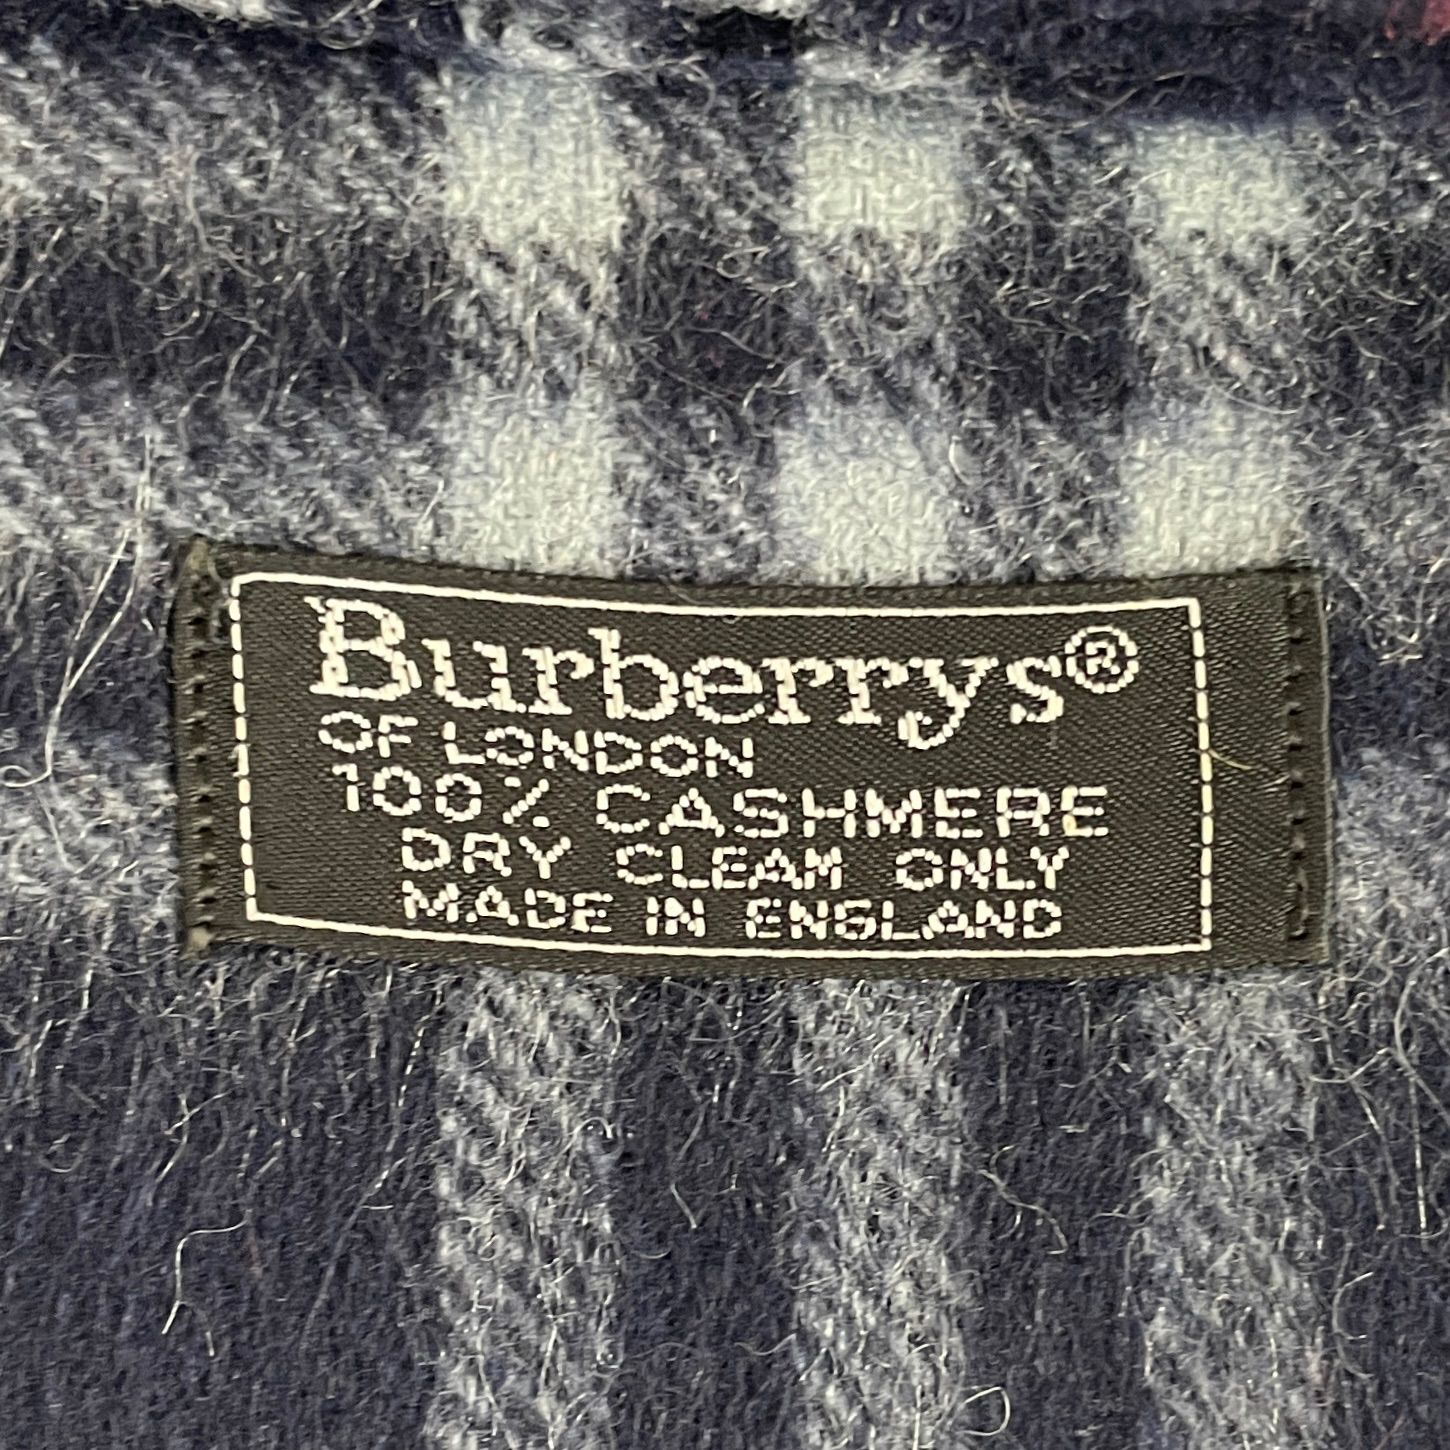 Burberrys®
OF LONDON
100% CASHMERE
DRY CLEAN ONLY
MADE IN ENGLAND